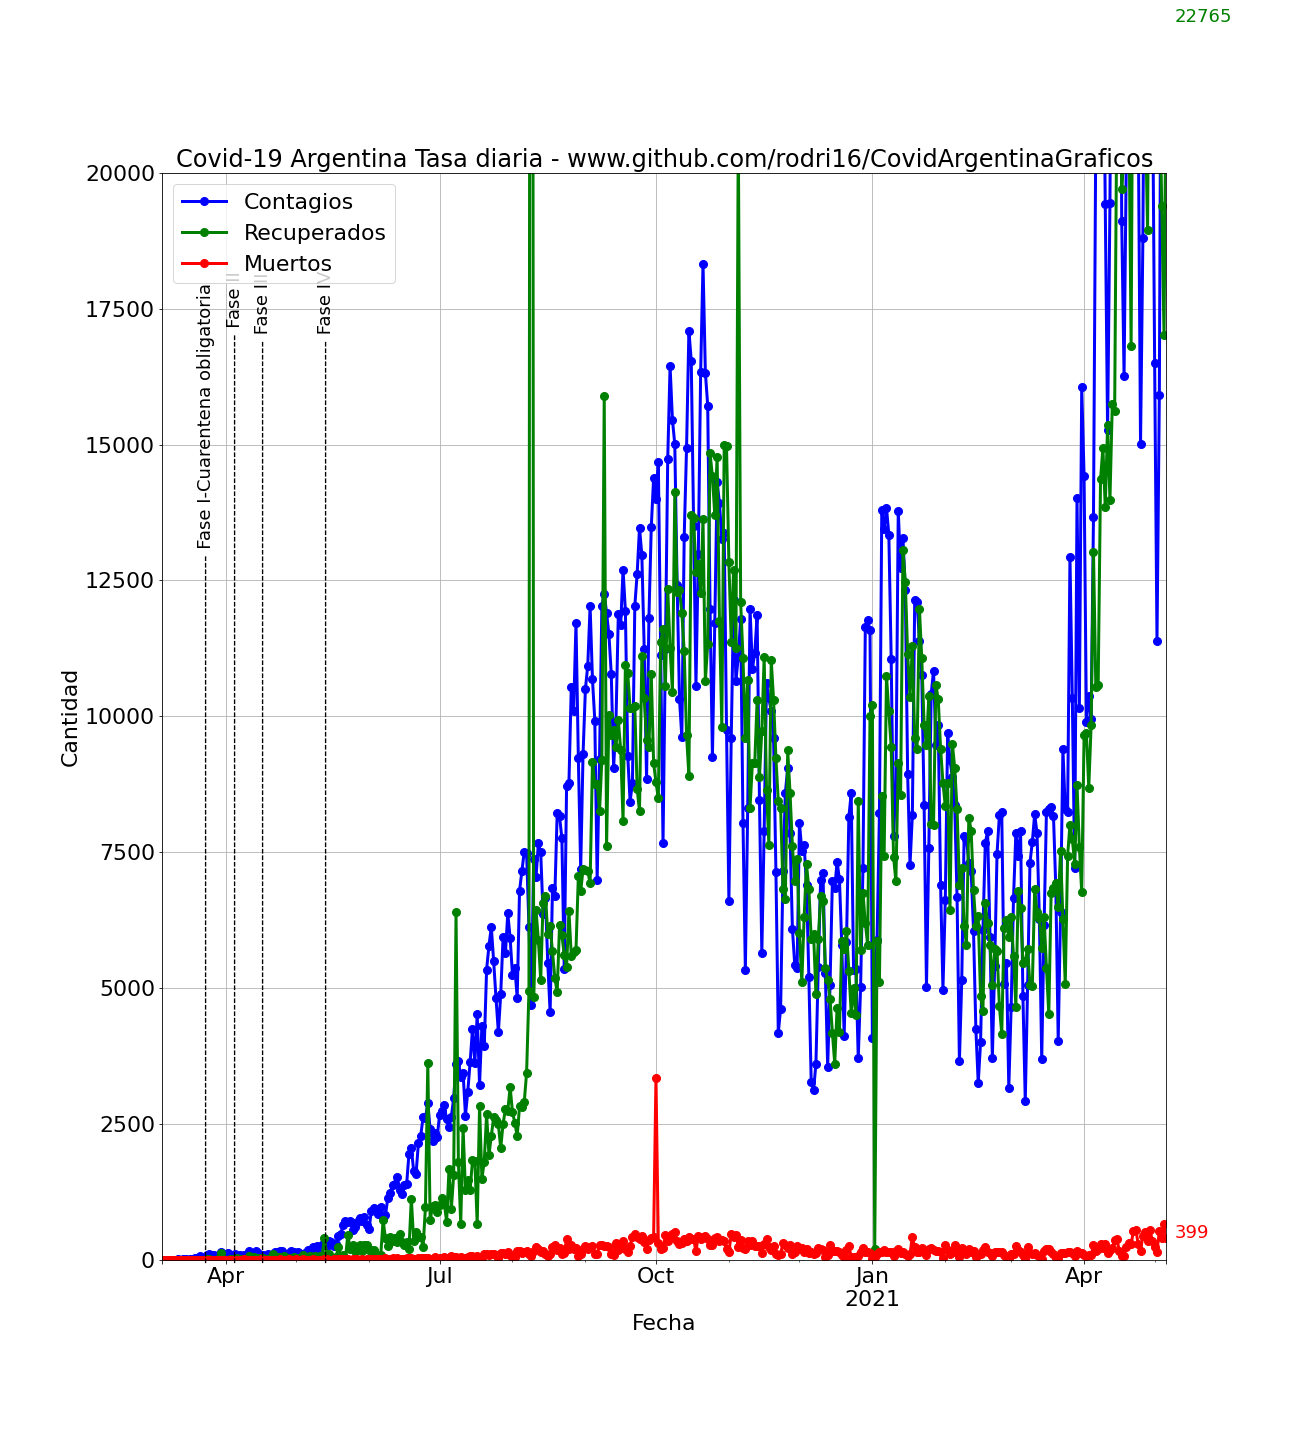 22765
Covid-19 Argentina Tasa diaria - www.github.com/rodri16/CovidArgentinaGraficos
Contagios
Recuperados
Muertos
Fase I-Cuarentena obligatoria
Fase II
Fase III
Fase IV
20000
17500
15000
12500
10000
7500
5000
2500
0
Cantidad
399
Apr
Jul
Oct
Jan
Apr
2021
Fecha